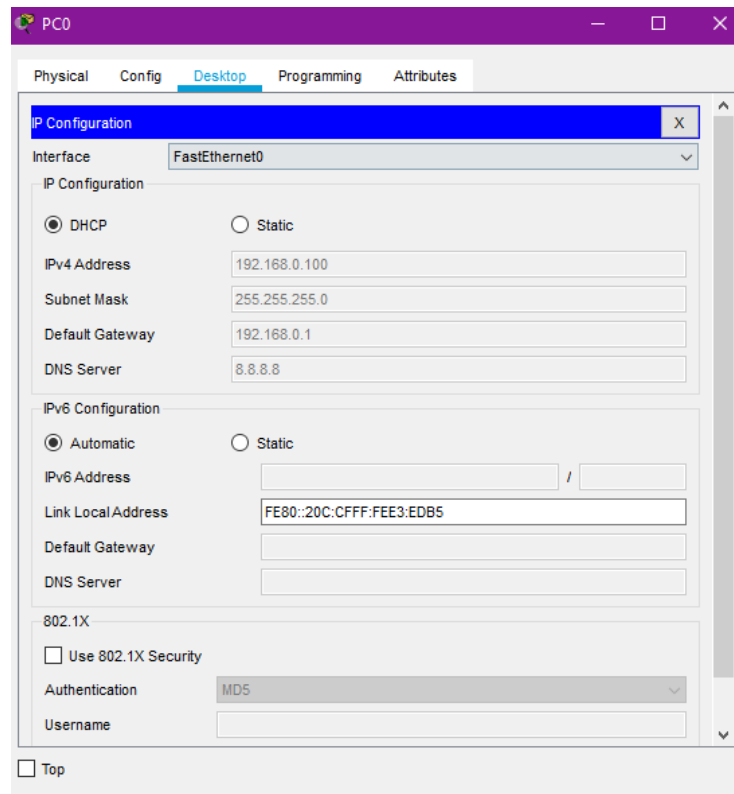 PC0
Physical Config Desktop Programming Attributes
IP Configuration X
Interface FastEthernet0
IP Configuration
DHCP Static
IPv4 Address 192.168.0.100
Subnet Mask 255.255.255.0
Default Gateway 192.168.0.1
DNS Server 8.8.8.8
IPv6 Configuration
Automatic Static
IPv6 Address /
Link Local Address FE80::20C:CFFF:FEE3:EDB5
Default Gateway
DNS Server
802.1X
Use 802.1X Security
Authentication MD5
Username
Top